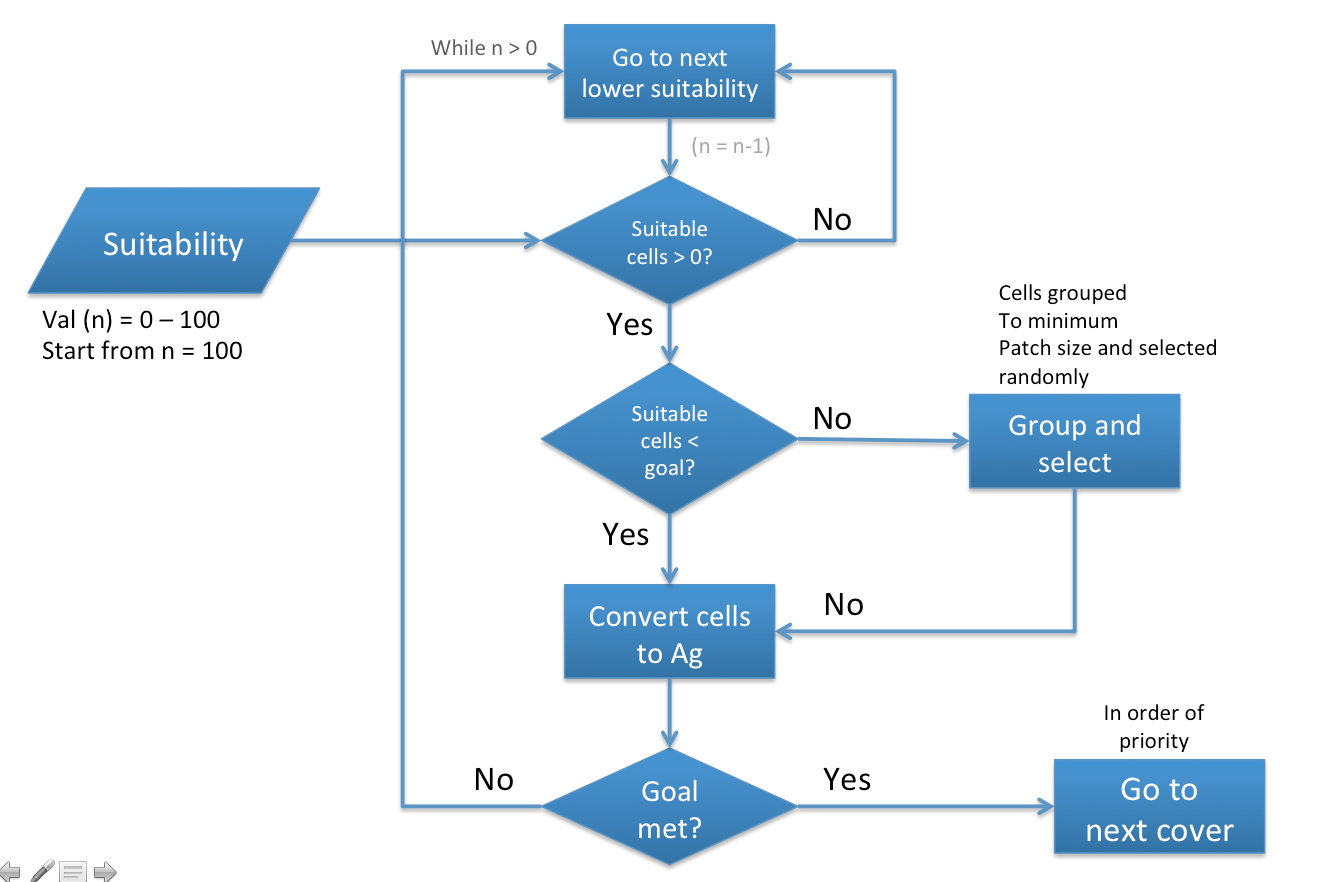 While n > 0
Go to next
lower suitability
(n = n-1)
Suitability
Val (n) = 0 – 100
Start from n = 100
Suitable
cells > 0?
No
Yes
Cells grouped
To minimum
Patch size and selected
randomly
Suitable
cells <
goal?
No
Group and
select
Yes
Convert cells
to Ag
No
In order of
priority
No
Goal
met?
Yes
Go to
next cover